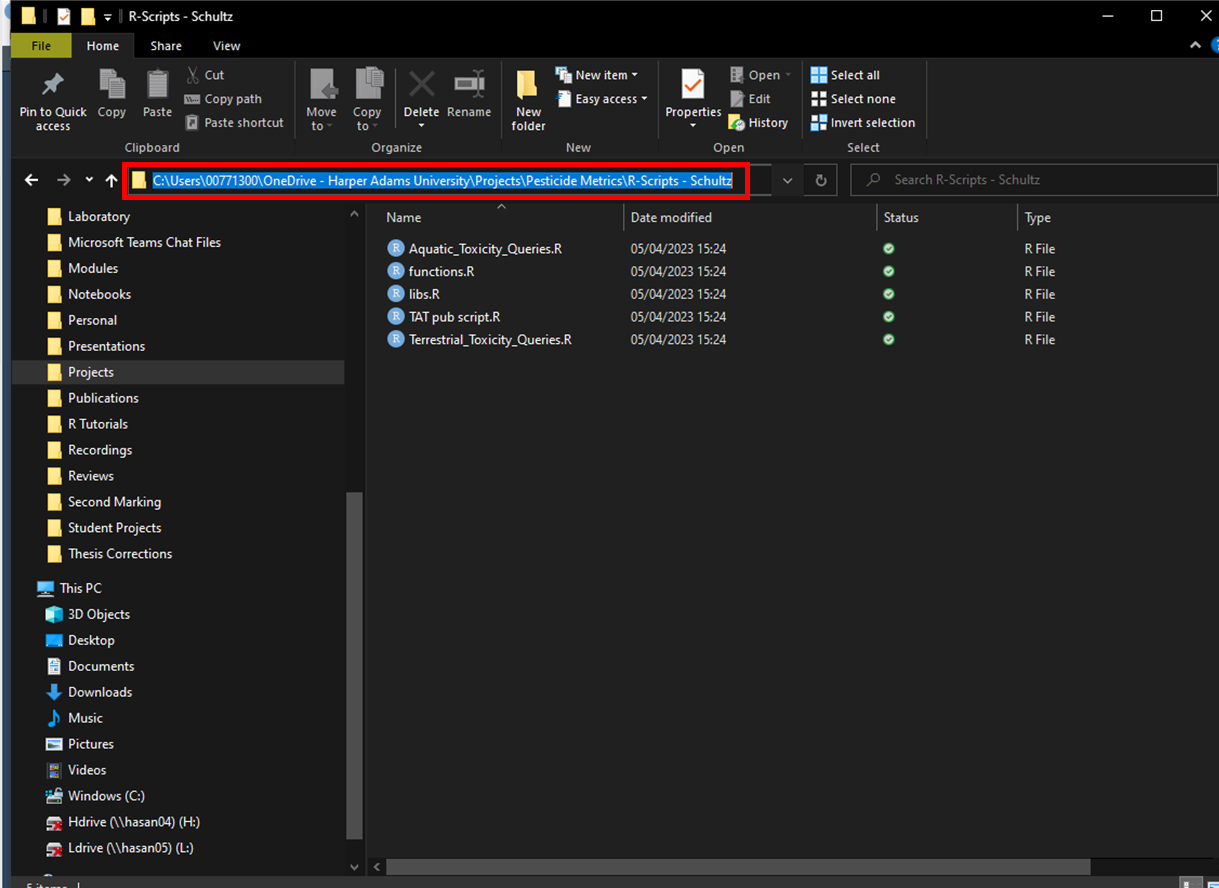 R-Scripts - Schultz
File Home Share View
Pin to Quick access
Copy
Paste
Cut
Copy path
Paste shortcut
Clipboard
Move to
Copy to
Delete
Rename
Organize
New folder
New item
Easy access
New
Properties
Open
Edit
History
Open
Select all
Select none
Invert selection
Select
C:\Users\00771300\OneDrive - Harper Adams University\Projects\Pesticide Metrics\R-Scripts - Schultz
Search R-Scripts - Schultz
Laboratory
Microsoft Teams Chat Files
Modules
Notebooks
Personal
Presentations
Projects
Publications
R Tutorials
Recordings
Reviews
Second Marking
Student Projects
Thesis Corrections
This PC
3D Objects
Desktop
Documents
Downloads
Music
Pictures
Videos
Windows (C:)
Hdrive (\\hasan04) (H:)
Ldrive (\\hasan05) (L:)
Name Date modified Status Type
Aquatic_Toxicity_Queries.R 05/04/2023 15:24 R File
functions.R 05/04/2023 15:24 R File
libs.R 05/04/2023 15:24 R File
TAT pub script.R 05/04/2023 15:24 R File
Terrestrial_Toxicity_Queries.R 05/04/2023 15:24 R File
5 items